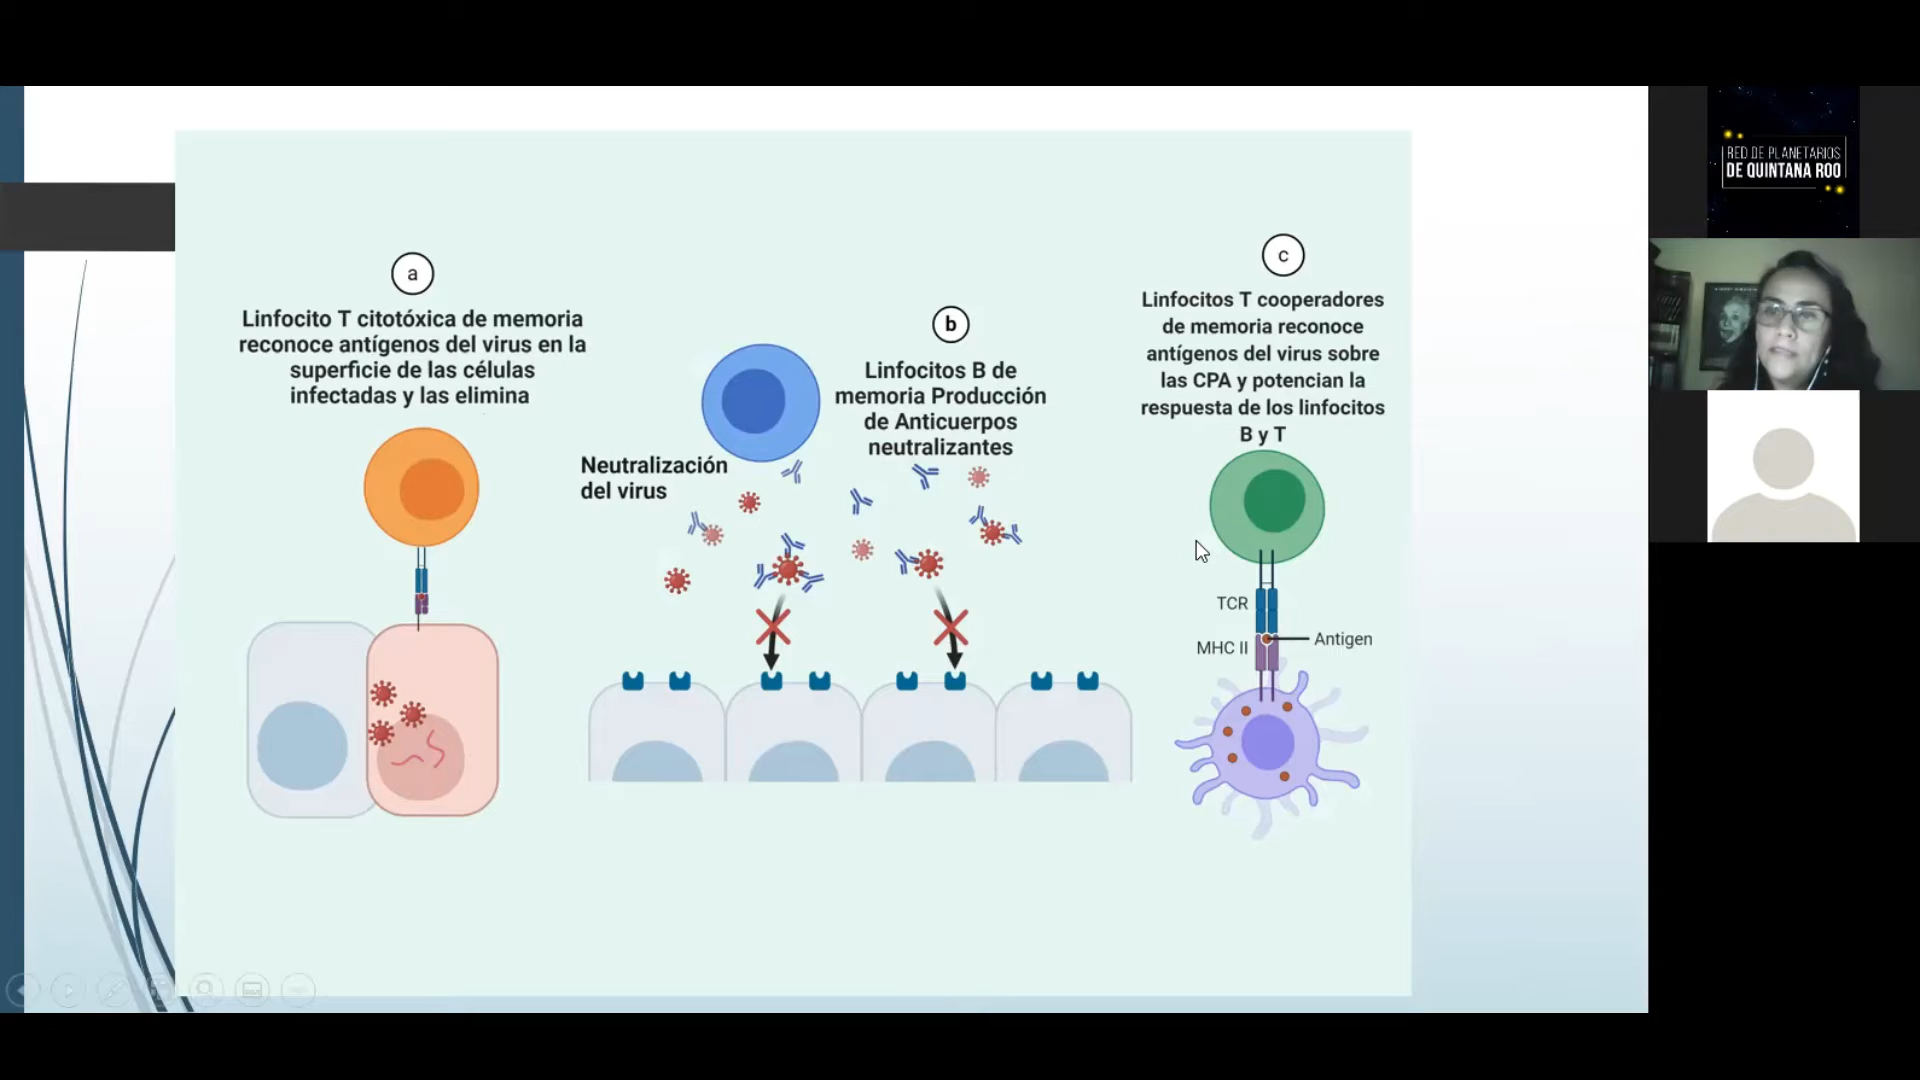 a
Linfocito T citotóxica de memoria
reconoce antígenos del virus en la
superficie de las células
infectadas y las elimina
Neutralización
del virus
b
Linfocitos B de
memoria Producción
de Anticuerpos
neutralizantes
c
Linfocitos T cooperadores
de memoria reconoce
antígenos del virus sobre
las CPA y potencian la
respuesta de los linfocitos
B y T
TCR
MHC II
Antigen
RED DE PLANETARIOS
DE QUINTANA ROO